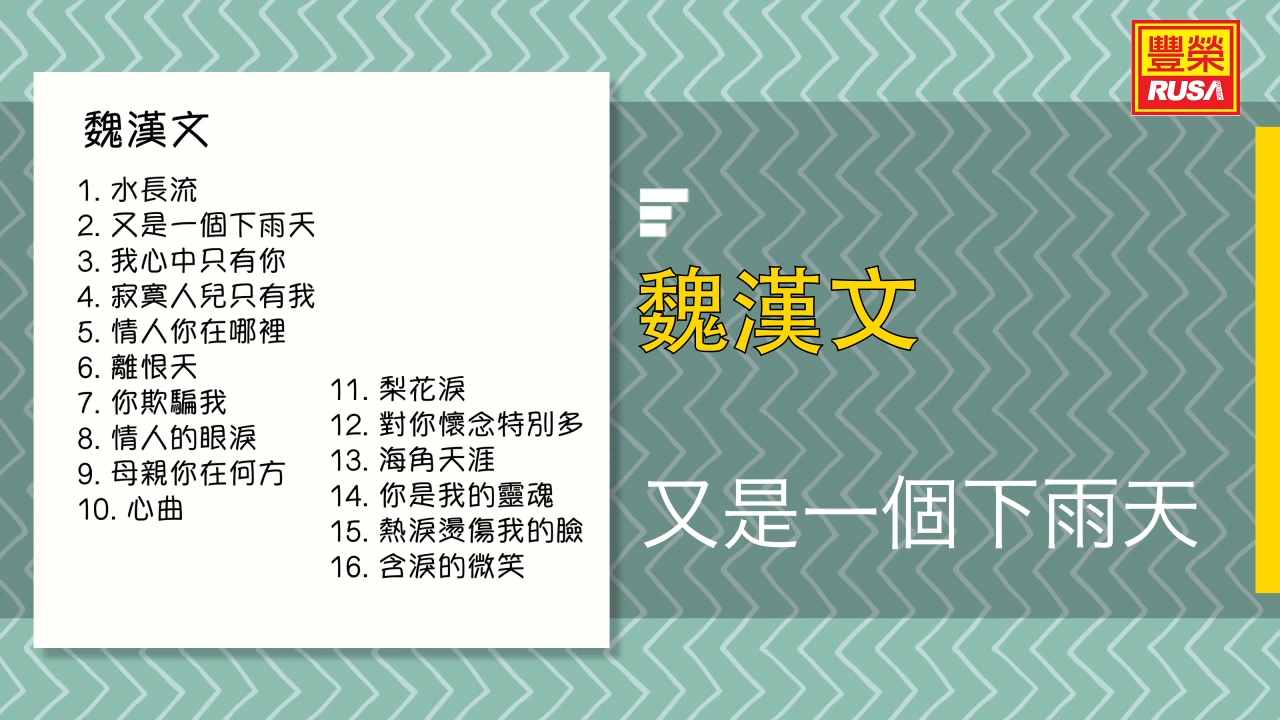 魏漢文
1. 水長流
2. 又是一個下雨天
3. 我心中只有你
4. 寂寞人兒只有我
5. 情人你在哪裡
6. 離恨天
7. 你欺騙我
8. 情人的眼淚
9. 母親你在何方
10. 心曲
11. 梨花淚
12. 對你懷念特別多
13. 海角天涯
14. 你是我的靈魂
15. 熱淚燙傷我的臉
16. 含淚的微笑
豐榮
RUSA
魏漢文
又是一個下雨天